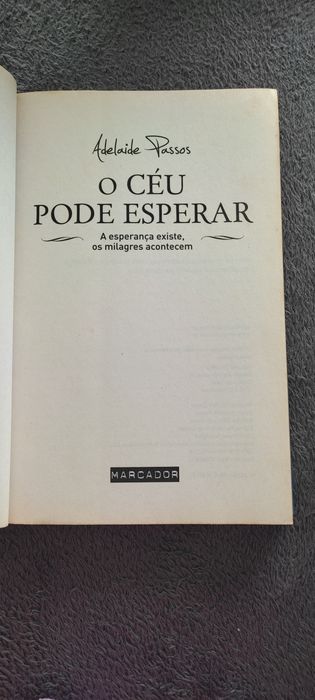 Adelaide Passos
O CÉU
PODE ESPERAR
A esperança existe,
os milagres acontecem
MARCADOR